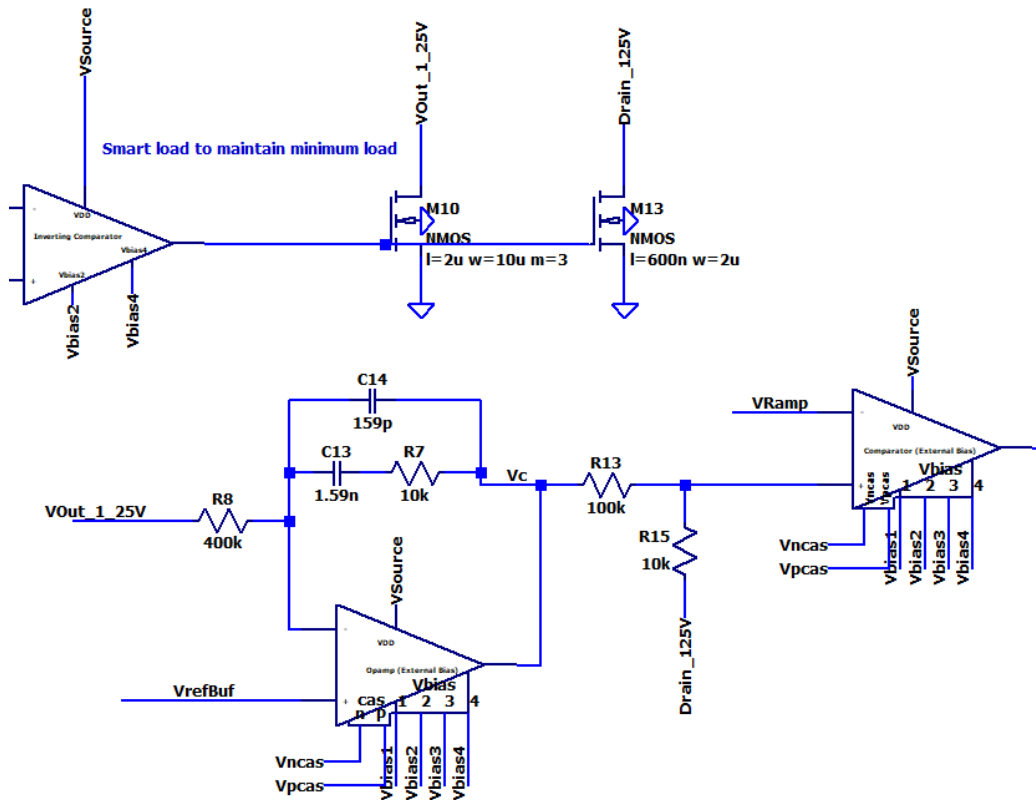 VSource
VOut_1_25V
Drain_125V
Smart load to maintain minimum load
-
VDD
Inverting Comparator
Vbias4
Vbias2
+
Vbias2
Vbias4
M10
NMOS
l=2u w=10u m=3
M13
NMOS
l=600n w=2u
C14
159p
C13
1.59n
R7
10k
R8
400k
VOut_1_25V
Vc
R13
100k
R15
10k
Drain_125V
VSource
VRamp
-
VDD
Comparator (External Bias)
+
Vncas
Vpcas
Vbias
1 2 3 4
Vncas
Vpcas
Vbias1
Vbias2
Vbias3
Vbias4
VSource
-
VDD
Opamp (External Bias)
VrefBuf
+
cas
n p
Vbias
1 2 3 4
Vncas
Vpcas
Vbias1
Vbias2
Vbias3
Vbias4